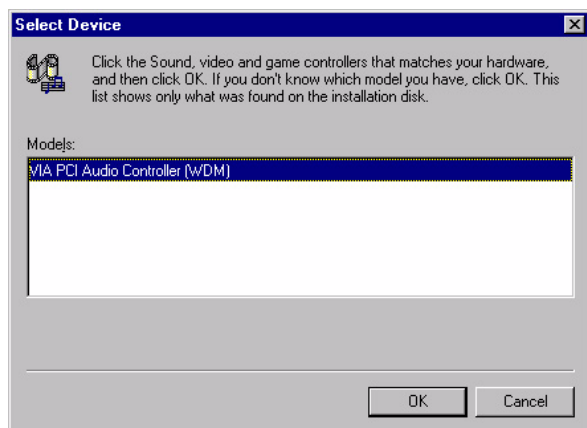 Select Device
Click the Sound, video and game controllers that matches your hardware,
and then click OK. If you don't know which model you have, click OK. This
list shows only what was found on the installation disk.
Models:
VIA PCI Audio Controller (WDM)
OK Cancel